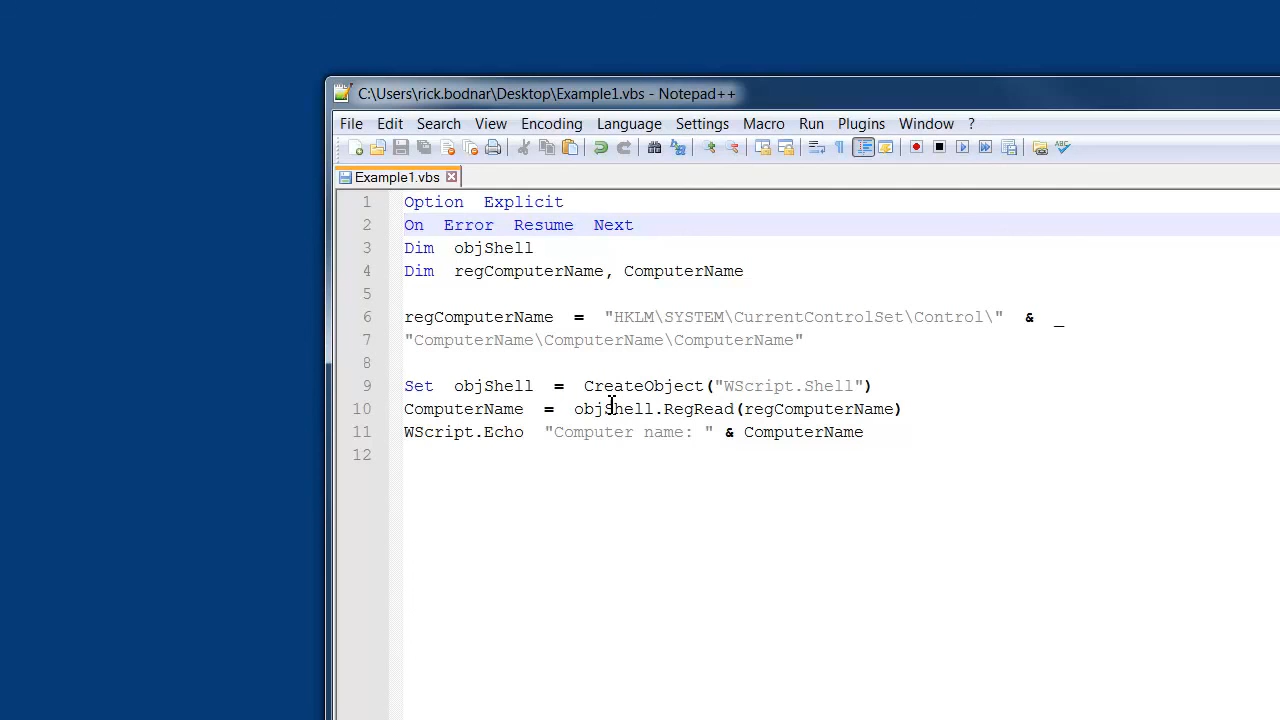 C:\Users\rick.bodnar\Desktop\Example1.vbs - Notepad++
File Edit Search View Encoding Language Settings Macro Run Plugins Window ?
ABC
Example1.vbs
1 Option Explicit
2 On Error Resume Next
3 Dim objShell
4 Dim regComputerName, ComputerName
5
6 regComputerName = "HKLM\SYSTEM\CurrentControlSet\Control\" & _
7 "ComputerName\ComputerName\ComputerName"
8
9 Set objShell = CreateObject("WScript.Shell")
10 ComputerName = objShell.RegRead(regComputerName)
11 WScript.Echo "Computer name: " & ComputerName
12